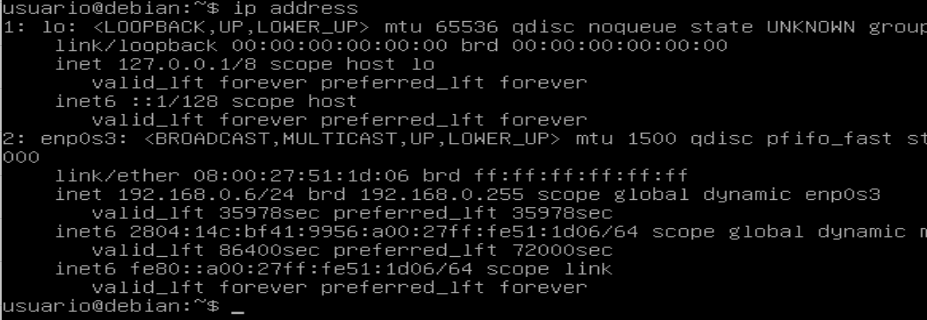 usuario@debian:~$ ip address
1: lo: <LOOPBACK,UP,LOWER_UP> mtu 65536 qdisc noqueue state UNKNOWN group
link/loopback 00:00:00:00:00:00 brd 00:00:00:00:00:00
inet 127.0.0.1/8 scope host lo
valid_lft forever preferred_lft forever
inet6 ::1/128 scope host
valid_lft forever preferred_lft forever
2: enp0s3: <BROADCAST,MULTICAST,UP,LOWER_UP> mtu 1500 qdisc pfifo_fast st
000
link/ether 08:00:27:51:1d:06 brd ff:ff:ff:ff:ff:ff
inet 192.168.0.6/24 brd 192.168.0.255 scope global dynamic enp0s3
valid_lft 35978sec preferred_lft 35978sec
inet6 2804:14c:bf41:9956:a00:27ff:fe51:1d06/64 scope global dynamic m
valid_lft 86400sec preferred_lft 72000sec
inet6 fe80::a00:27ff:fe51:1d06/64 scope link
valid_lft forever preferred_lft forever
usuario@debian:~$ _